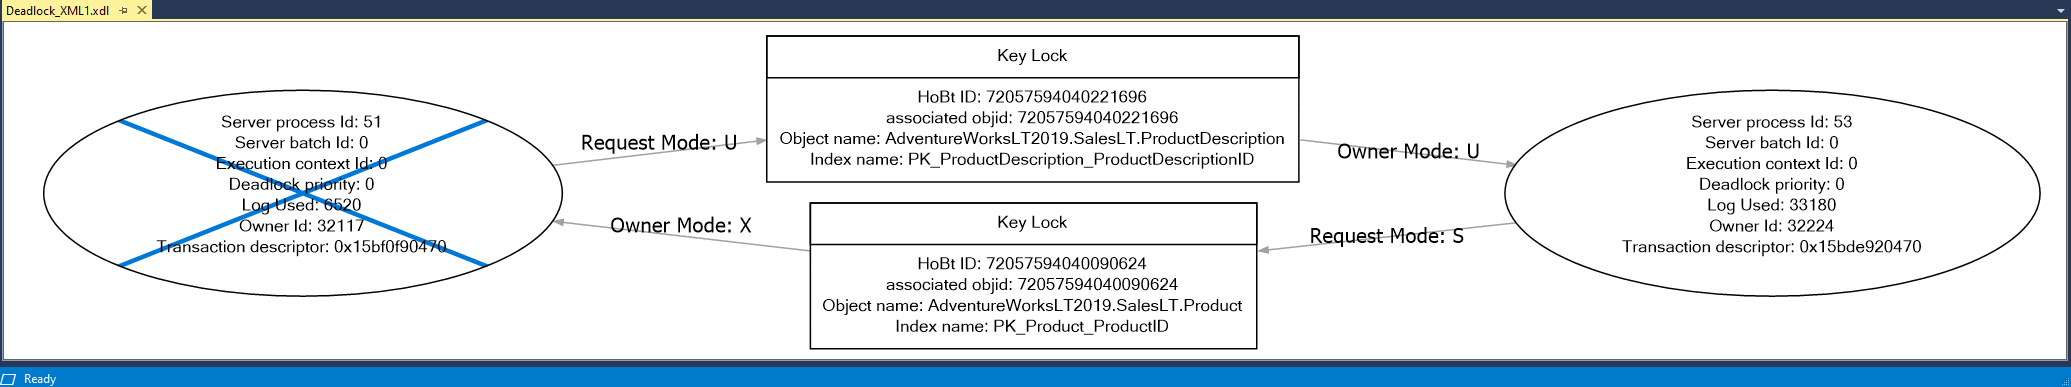 Deadlock_XML1.xdl
Server process Id: 51
Server batch Id: 0
Execution context Id: 0
Deadlock priority: 0
Log Used: 6520
Owner Id: 32117
Transaction descriptor: 0x15bf0f90470
Request Mode: U
Owner Mode: X
Key Lock
HoBt ID: 72057594040221696
associated objid: 72057594040221696
Object name: AdventureWorksLT2019.SalesLT.ProductDescription
Index name: PK_ProductDescription_ProductDescriptionID
Key Lock
HoBt ID: 72057594040090624
associated objid: 72057594040090624
Object name: AdventureWorksLT2019.SalesLT.Product
Index name: PK_Product_ProductID
Owner Mode: U
Request Mode: S
Server process Id: 53
Server batch Id: 0
Execution context Id: 0
Deadlock priority: 0
Log Used: 33180
Owner Id: 32224
Transaction descriptor: 0x15bde920470
Ready